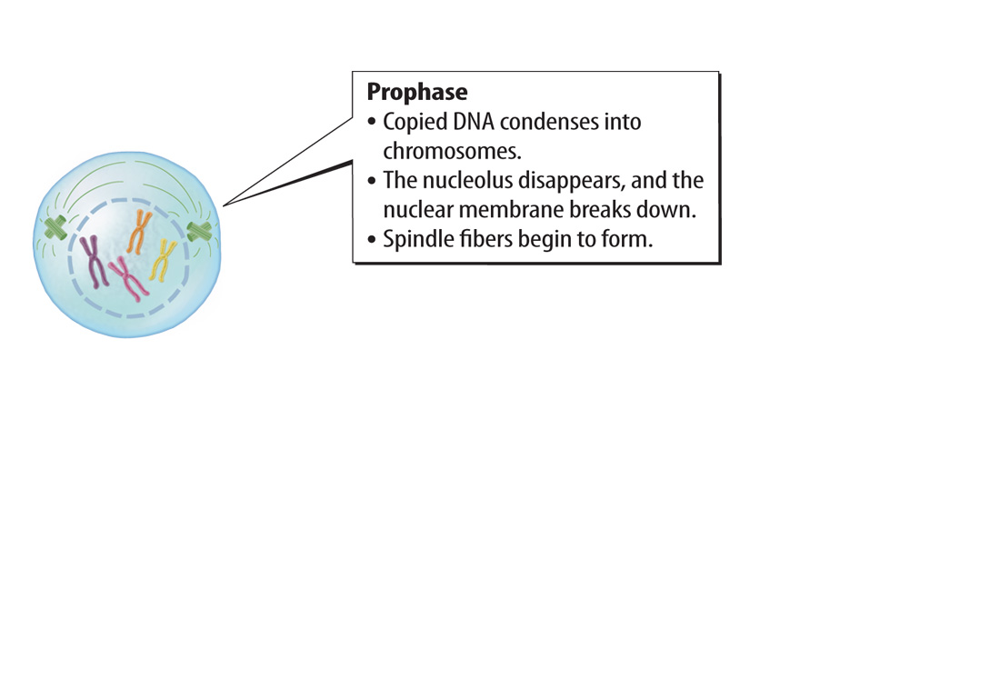 Prophase
• Copied DNA condenses into
chromosomes.
• The nucleolus disappears, and the
nuclear membrane breaks down.
• Spindle fibers begin to form.